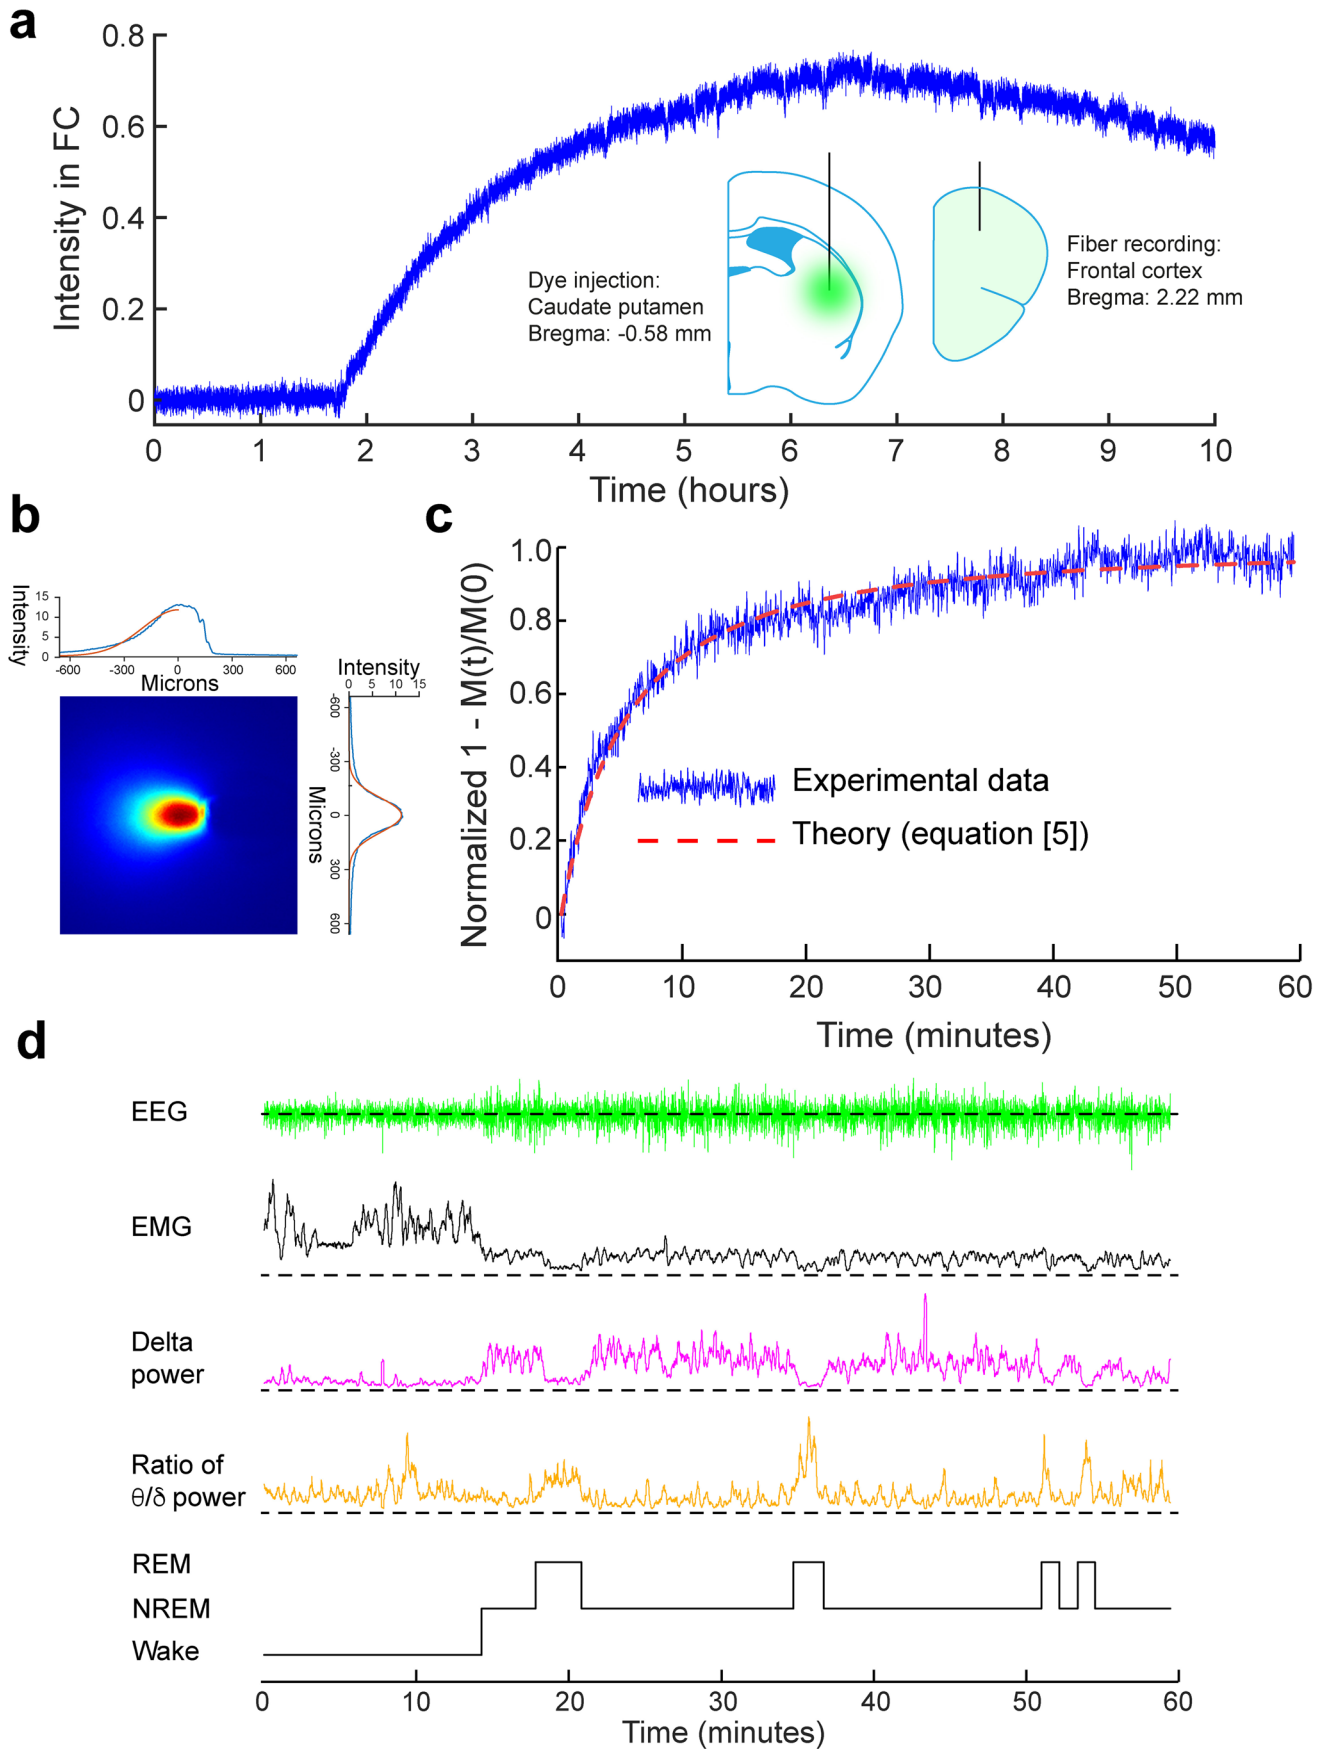 a
0.8
0.6
0.4
0.2
0
Intensity in FC
Dye injection:
Caudate putamen
Bregma: -0.58 mm
Fiber recording:
Frontal cortex
Bregma: 2.22 mm
0 1 2 3 4 5 6 7 8 9 10
Time (hours)
b
Intensity
15
10
5
0
-600 -300 0 300 600
Microns
Intensity
0 5 10 15
-600
-300
0
300
600
Microns
c
1.0
0.8
0.6
0.4
0.2
0
Normalized 1 - M(t)/M(0)
Experimental data
Theory (equation [5])
0 10 20 30 40 50 60
Time (minutes)
d
EEG
EMG
Delta
power
Ratio of
θ/δ power
REM
NREM
Wake
0 10 20 30 40 50 60
Time (minutes)